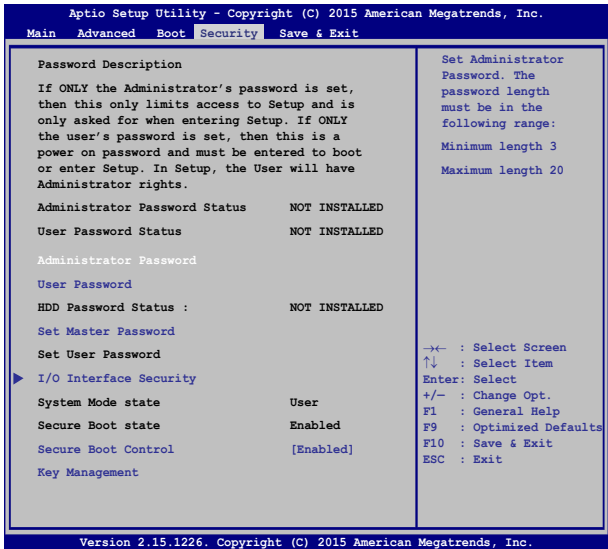 Aptio Setup Utility - Copyright (C) 2015 American Megatrends, Inc.
Main Advanced Boot Security Save & Exit
Password Description
If ONLY the Administrator's password is set,
then this only limits access to Setup and is
only asked for when entering Setup. If ONLY
the user's password is set, then this is a
power on password and must be entered to boot
or enter Setup. In Setup, the User will have
Administrator rights.
Administrator Password Status NOT INSTALLED
User Password Status NOT INSTALLED
Administrator Password
User Password
HDD Password Status : NOT INSTALLED
Set Master Password
Set User Password
I/O Interface Security
System Mode state User
Secure Boot state Enabled
Secure Boot Control [Enabled]
Key Management
Set Administrator
Password. The
password length
must be in the
following range:
Minimum length 3
Maximum length 20
→← : Select Screen
↑↓ : Select Item
Enter: Select
+/− : Change Opt.
F1 : General Help
F9 : Optimized Defaults
F10 : Save & Exit
ESC : Exit
Version 2.15.1226. Copyright (C) 2015 American Megatrends, Inc.